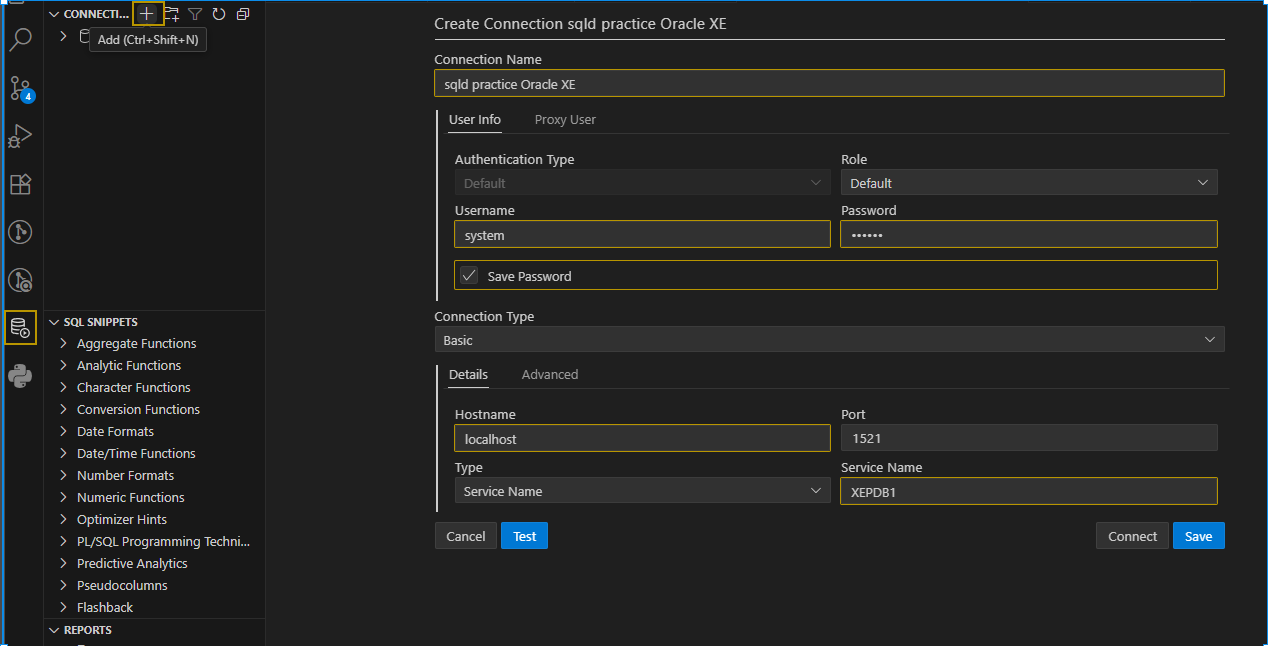 CONNECTI...
Add (Ctrl+Shift+N)
4
SQL SNIPPETS
Aggregate Functions
Analytic Functions
Character Functions
Conversion Functions
Date Formats
Date/Time Functions
Number Formats
Numeric Functions
Optimizer Hints
PL/SQL Programming Techni...
Predictive Analytics
Pseudocolumns
Flashback
REPORTS
Create Connection sqld practice Oracle XE
Connection Name
sqld practice Oracle XE
User Info Proxy User
Authentication Type Role
Default Default
Username Password
system ••••••
Save Password
Connection Type
Basic
Details Advanced
Hostname Port
localhost 1521
Type Service Name
Service Name XEPDB1
Cancel Test Connect Save